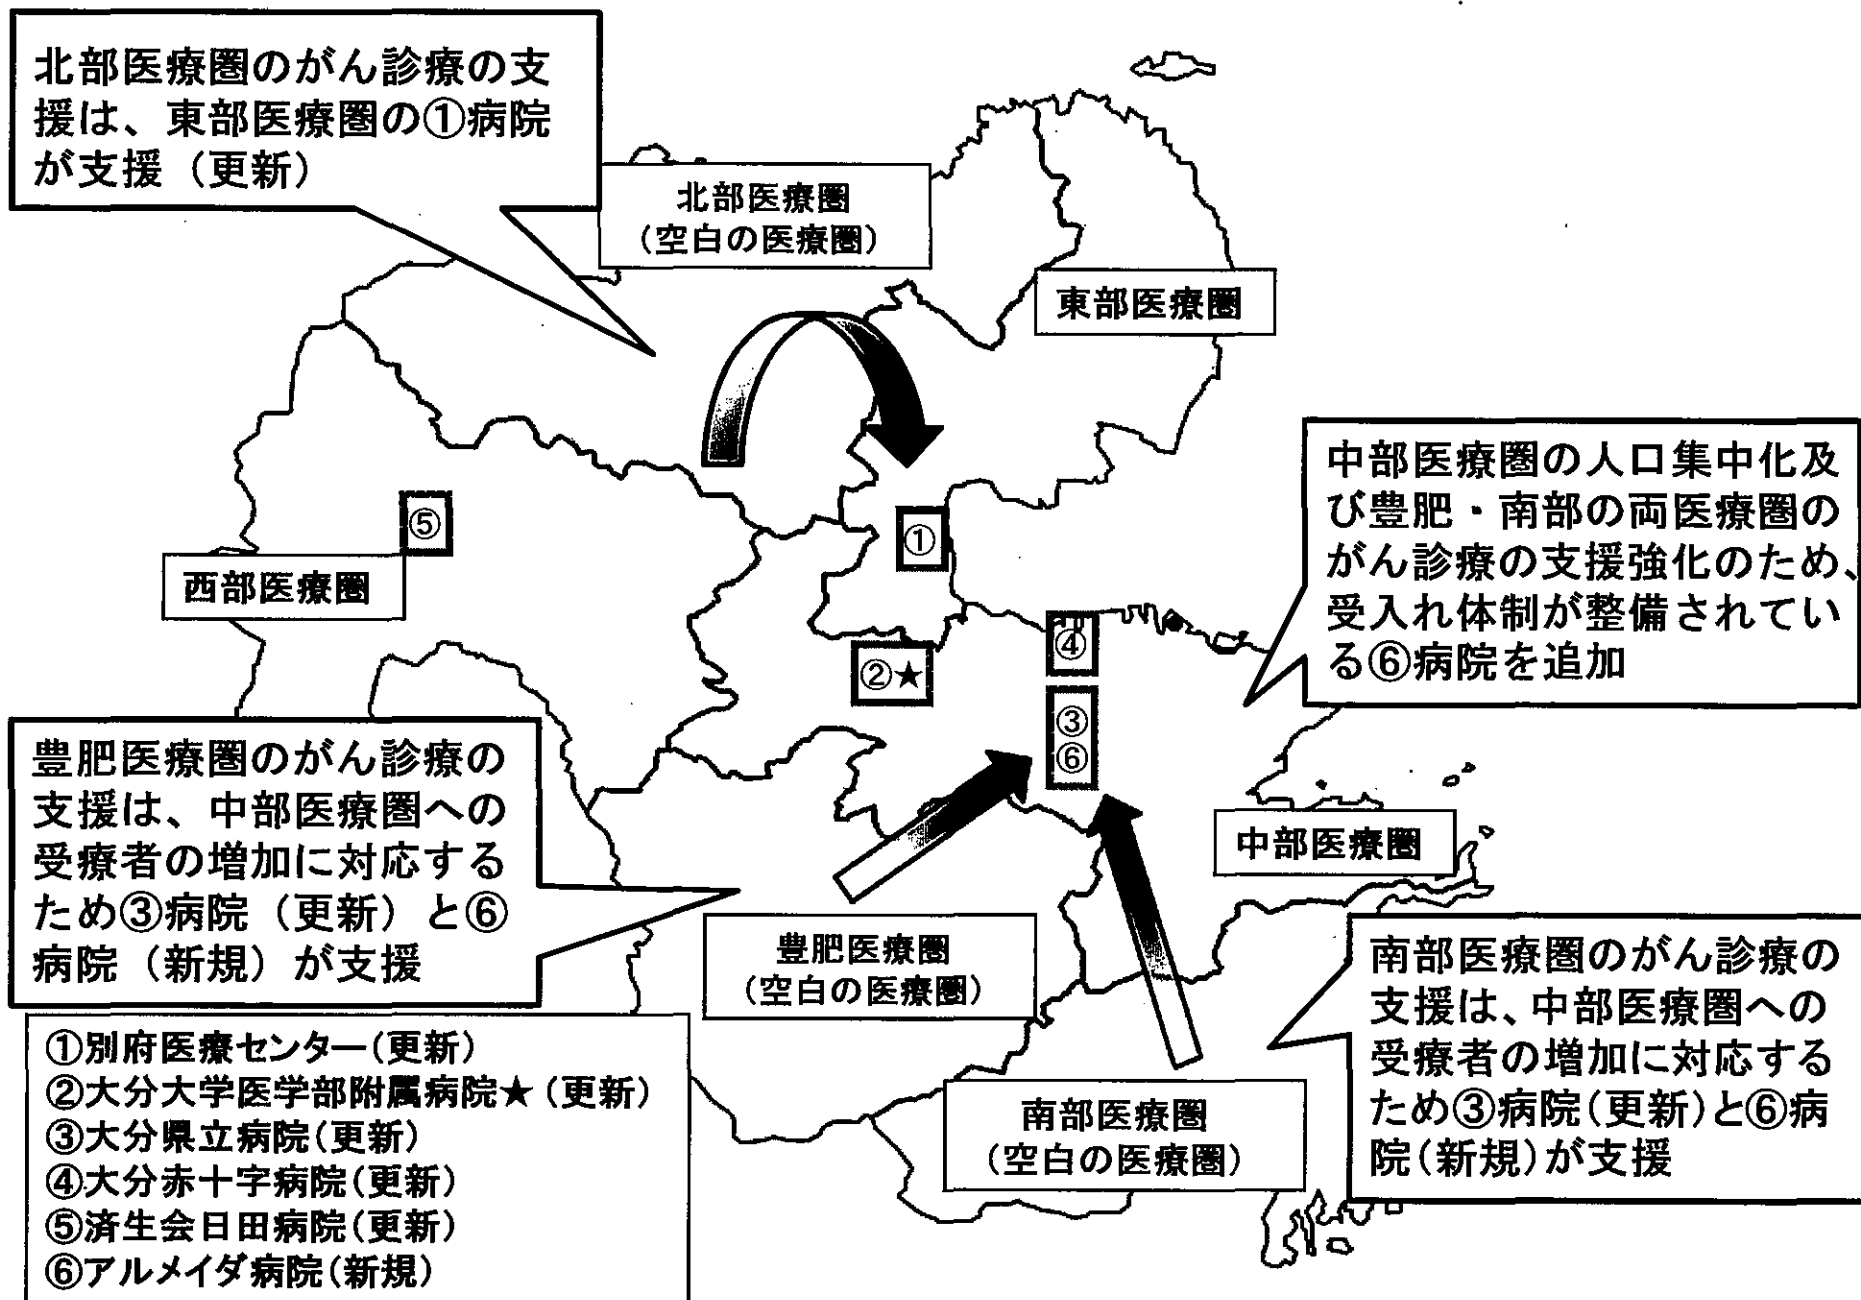 北部医療圏のがん診療の支
援は、東部医療圏の①病院
が支援（更新）
北部医療圏
（空白の医療圏）
東部医療圏
⑤
①
西部医療圏
②★
④
③
⑥
中部医療圏の人口集中化及
び豊肥・南部の両医療圏の
がん診療の支援強化のため、
受入れ体制が整備されてい
る⑥病院を追加
豊肥医療圏のがん診療の
支援は、中部医療圏への
受療者の増加に対応する
ため③病院（更新）と⑥
病院（新規）が支援
中部医療圏
豊肥医療圏
（空白の医療圏）
南部医療圏のがん診療の
支援は、中部医療圏への
受療者の増加に対応する
ため③病院（更新）と⑥病
院（新規）が支援
南部医療圏
（空白の医療圏）
①別府医療センター（更新）
②大分大学医学部附属病院★（更新）
③大分県立病院（更新）
④大分赤十字病院（更新）
⑤済生会日田病院（更新）
⑥アルメイダ病院（新規）